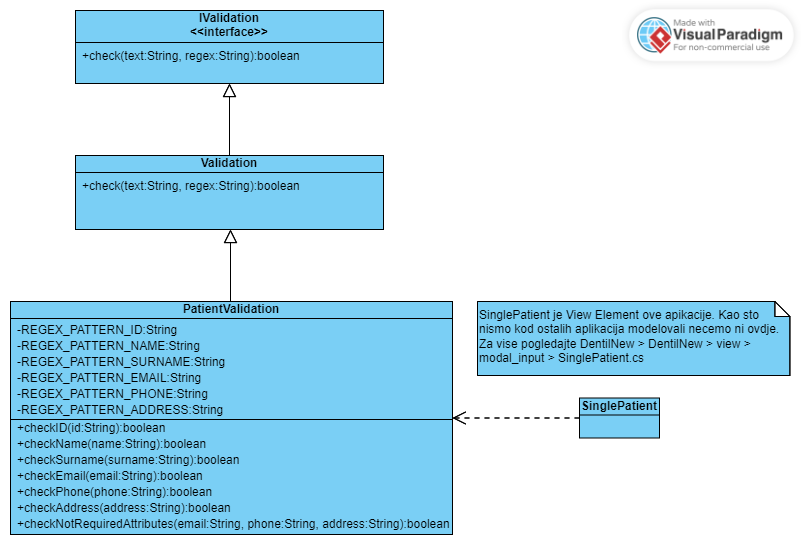 IValidation
<<interface>>
+check(text:String, regex:String):boolean
Made with
VisualParadigm
For non-commercial use
Validation
+check(text:String, regex:String):boolean
PatientValidation
-REGEX_PATTERN_ID:String
-REGEX_PATTERN_NAME:String
-REGEX_PATTERN_SURNAME:String
-REGEX_PATTERN_EMAIL:String
-REGEX_PATTERN_PHONE:String
-REGEX_PATTERN_ADDRESS:String
+checkID(id:String):boolean
+checkName(name:String):boolean
+checkSurname(surname:String):boolean
+checkEmail(email:String):boolean
+checkPhone(phone:String):boolean
+checkAddress(address:String):boolean
+checkNotRequiredAttributes(email:String, phone:String, address:String):boolean
SinglePatient je View Element ove apikacije. Kao sto
nismo kod ostalih aplikacija modelovali necemo ni ovdje.
Za vise pogledajte DentilNew > DentilNew > view >
modal_input > SinglePatient.cs
SinglePatient